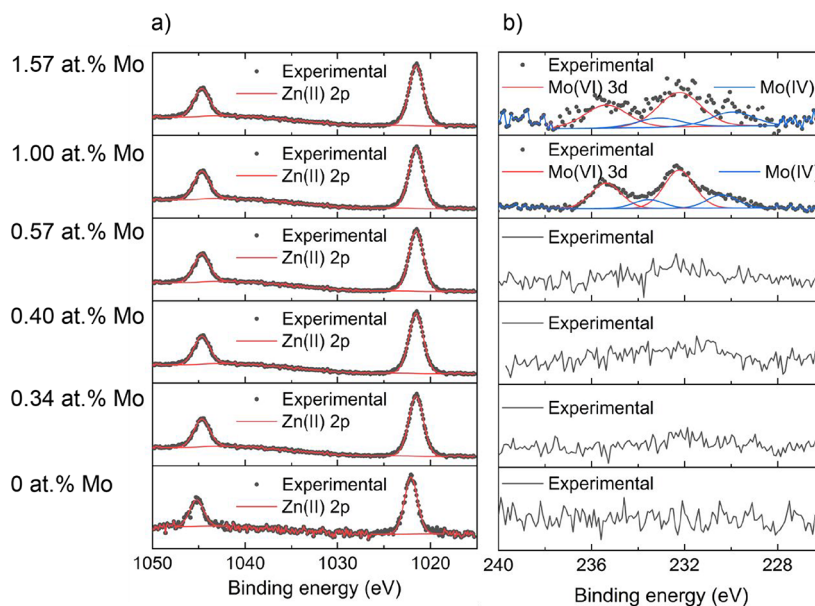 a)
b)
1.57 at.% Mo
Experimental
Zn(II) 2p
Experimental
Mo(VI) 3d
Mo(IV)
1.00 at.% Mo
Experimental
Zn(II) 2p
Experimental
Mo(VI) 3d
Mo(IV)
0.57 at.% Mo
Experimental
Zn(II) 2p
Experimental
0.40 at.% Mo
Experimental
Zn(II) 2p
Experimental
0.34 at.% Mo
Experimental
Zn(II) 2p
Experimental
0 at.% Mo
Experimental
Zn(II) 2p
Experimental
1050 1040 1030 1020
240 236 232 228
Binding energy (eV)
Binding energy (eV)